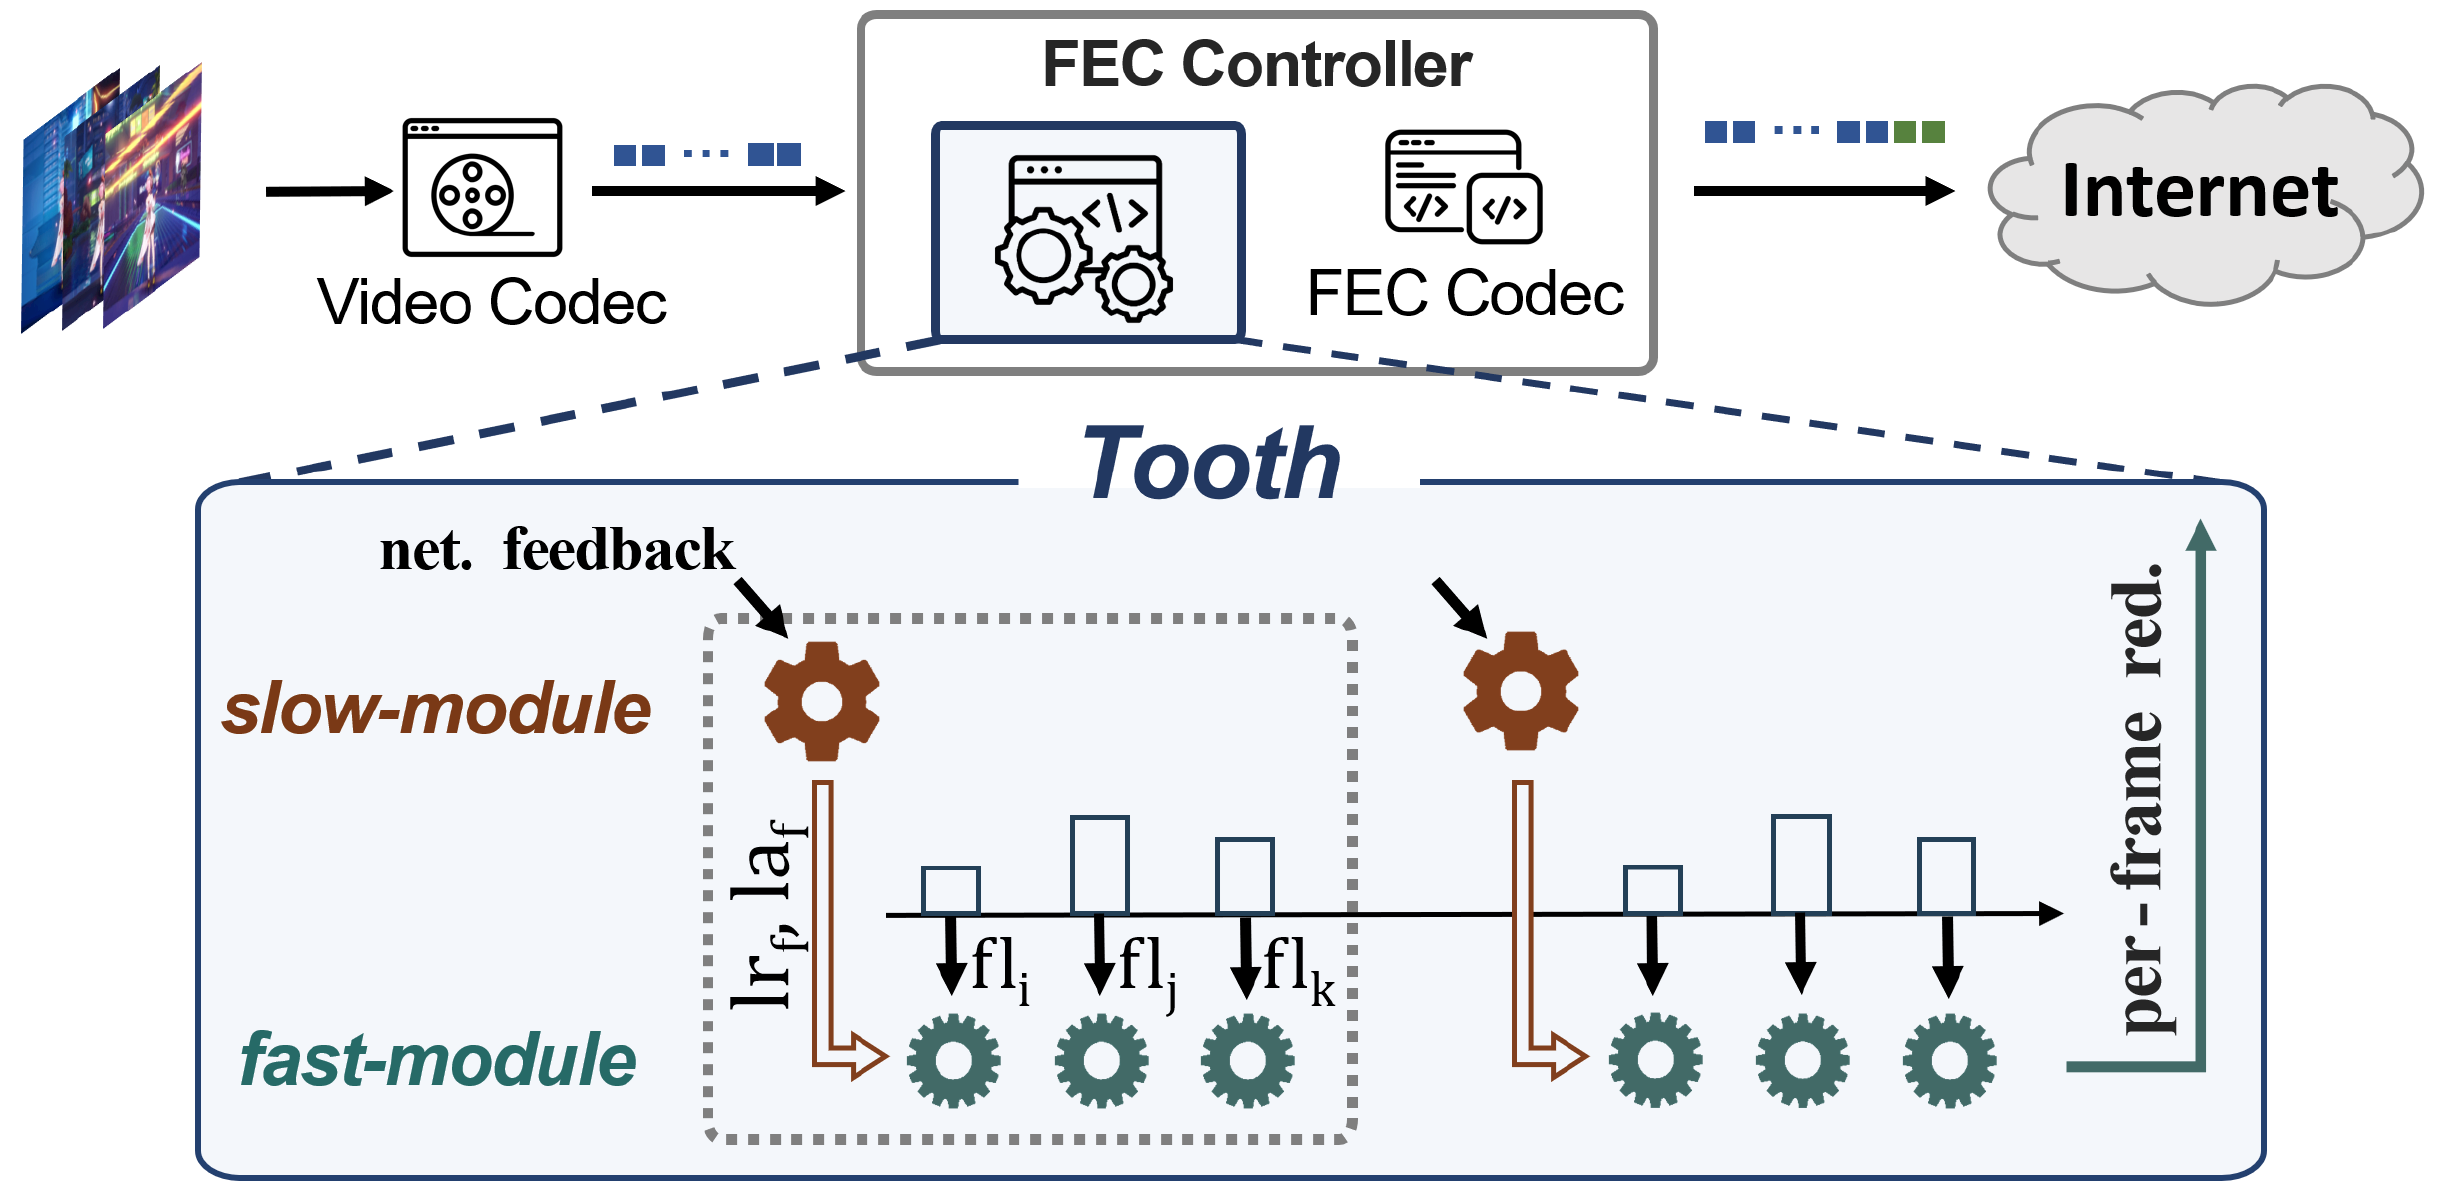 FEC Controller
Video Codec
FEC Codec
Internet
Tooth
net. feedback
slow-module
lr_f, la_f
fl_i
fl_j
fl_k
fast-module
per-frame red.